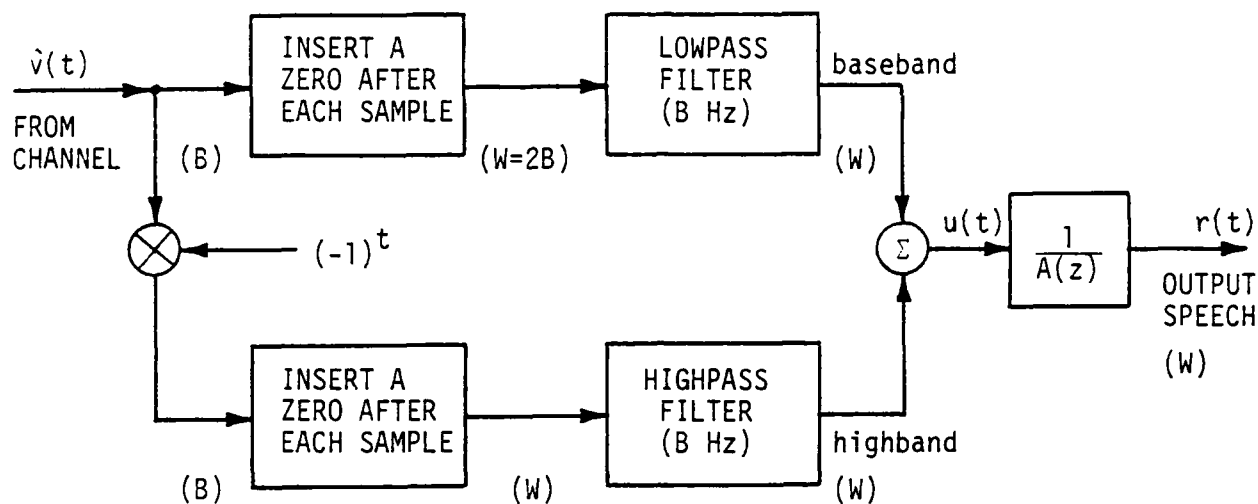 v̂(t)
FROM
CHANNEL
(B)
INSERT A
ZERO AFTER
EACH SAMPLE
(W=2B)
LOWPASS
FILTER
(B Hz)
baseband
(W)
(-1)^t
Σ
u(t)
1
A(z)
r(t)
OUTPUT
SPEECH
(W)
(B)
INSERT A
ZERO AFTER
EACH SAMPLE
(W)
HIGHPASS
FILTER
(B Hz)
highband
(W)